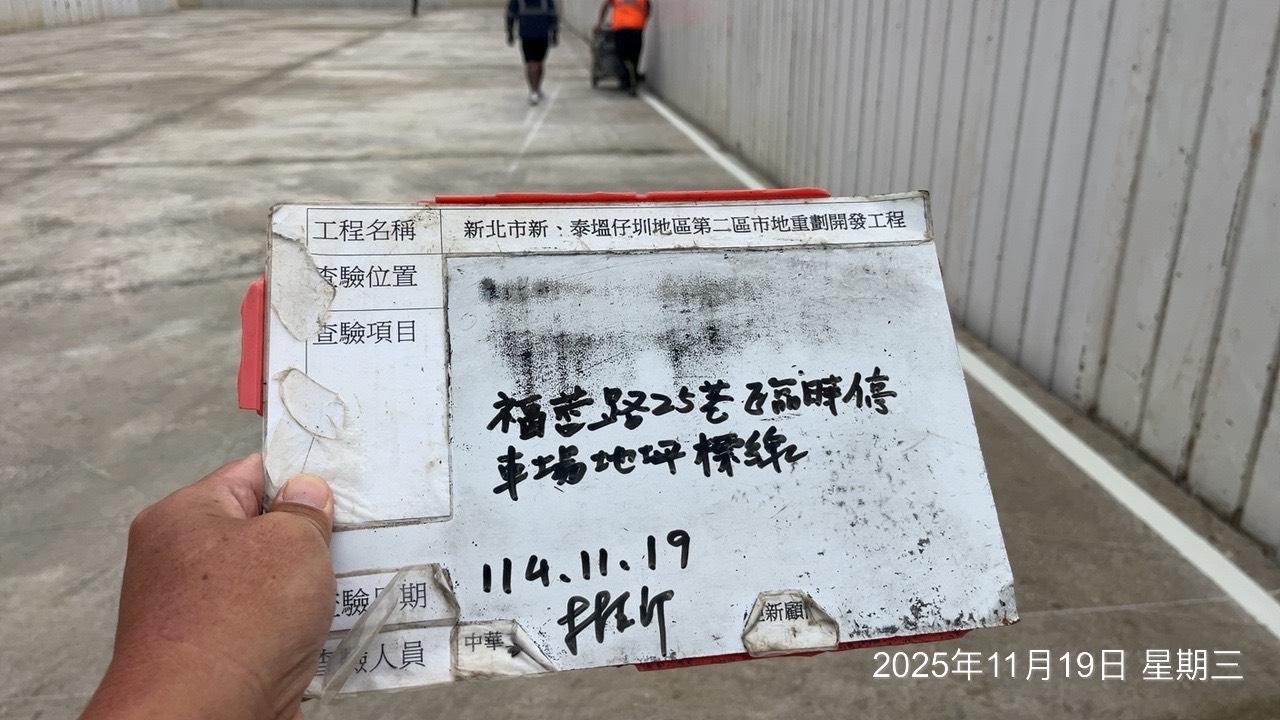 工程名稱 新北市新、泰塭仔圳地區第二區市地重劃開發工程
查驗位置
查驗項目
福營路25巷臨時停
車場地坪標線
114.11.19
查驗日期
查驗人員 中華
新顧
2025年11月19日 星期三